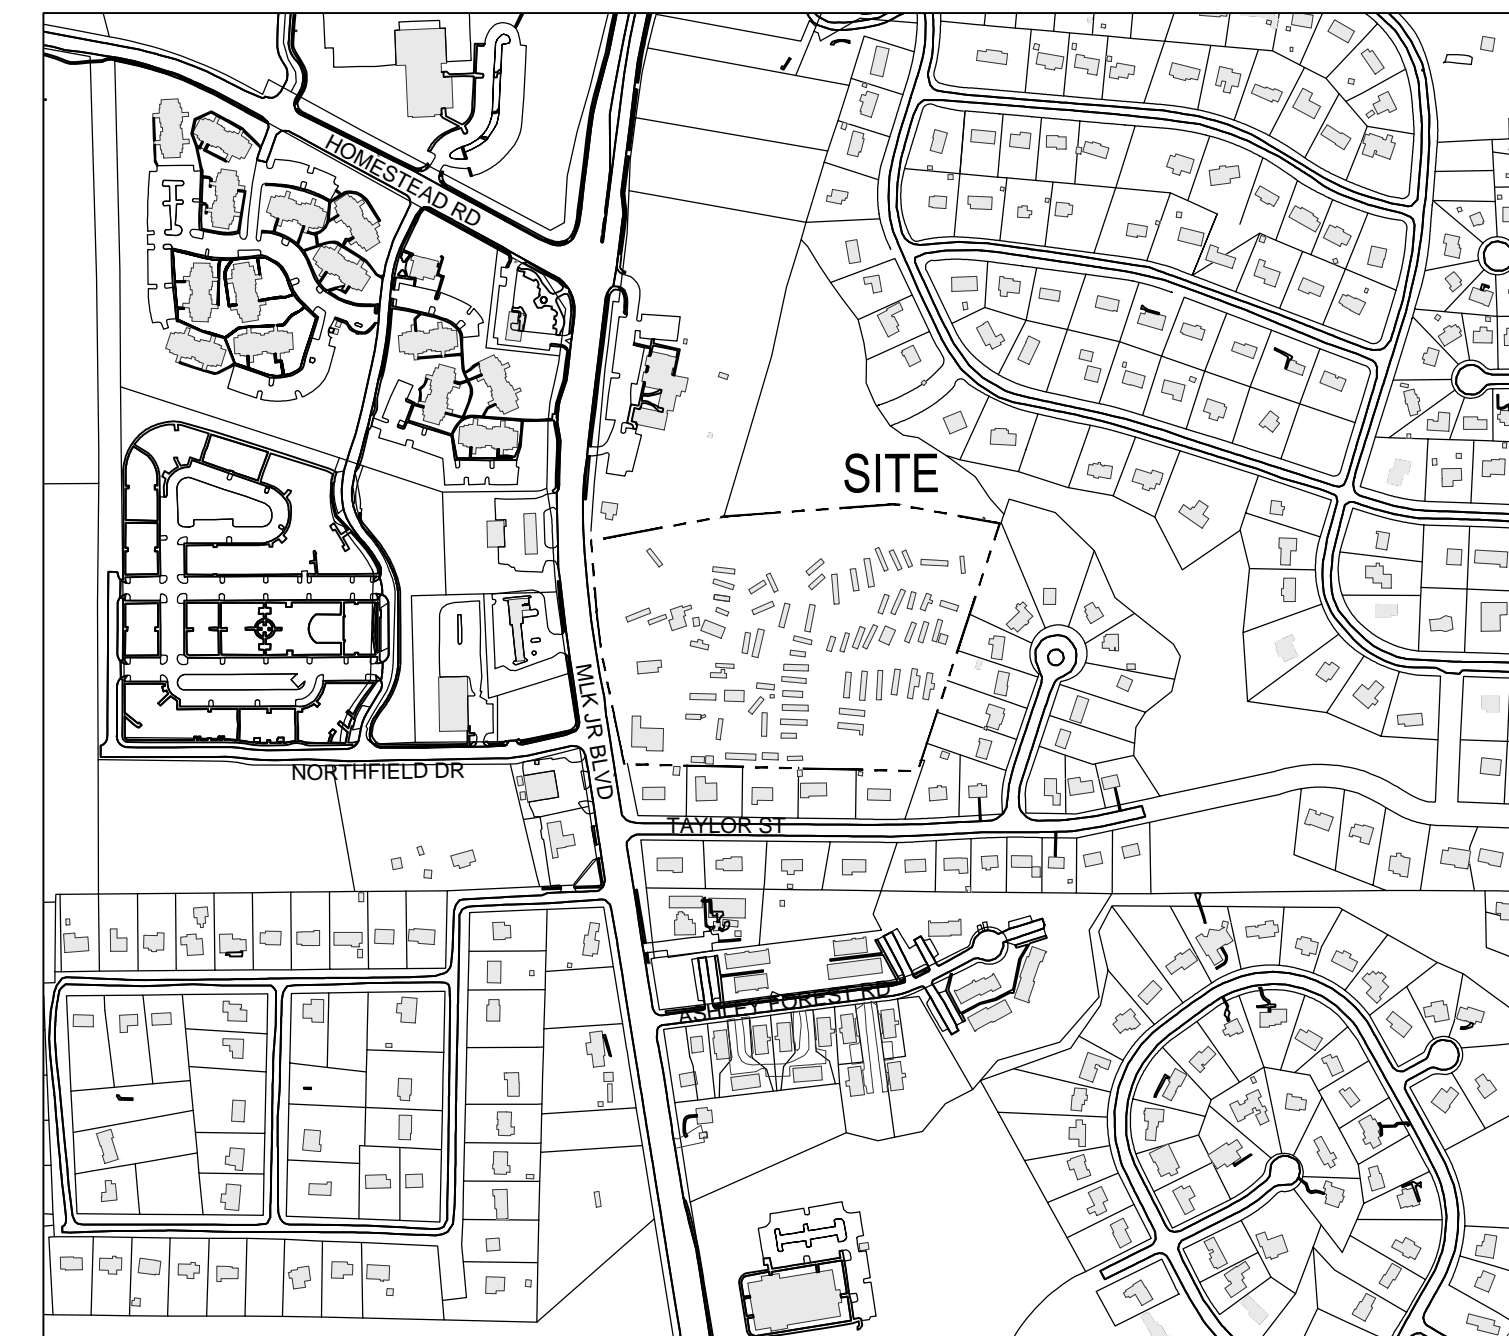 HOMESTEAD RD
SITE
MLK JR BLVD
NORTHFIELD DR
TAYLOR ST
ASHLEY FOREST RD